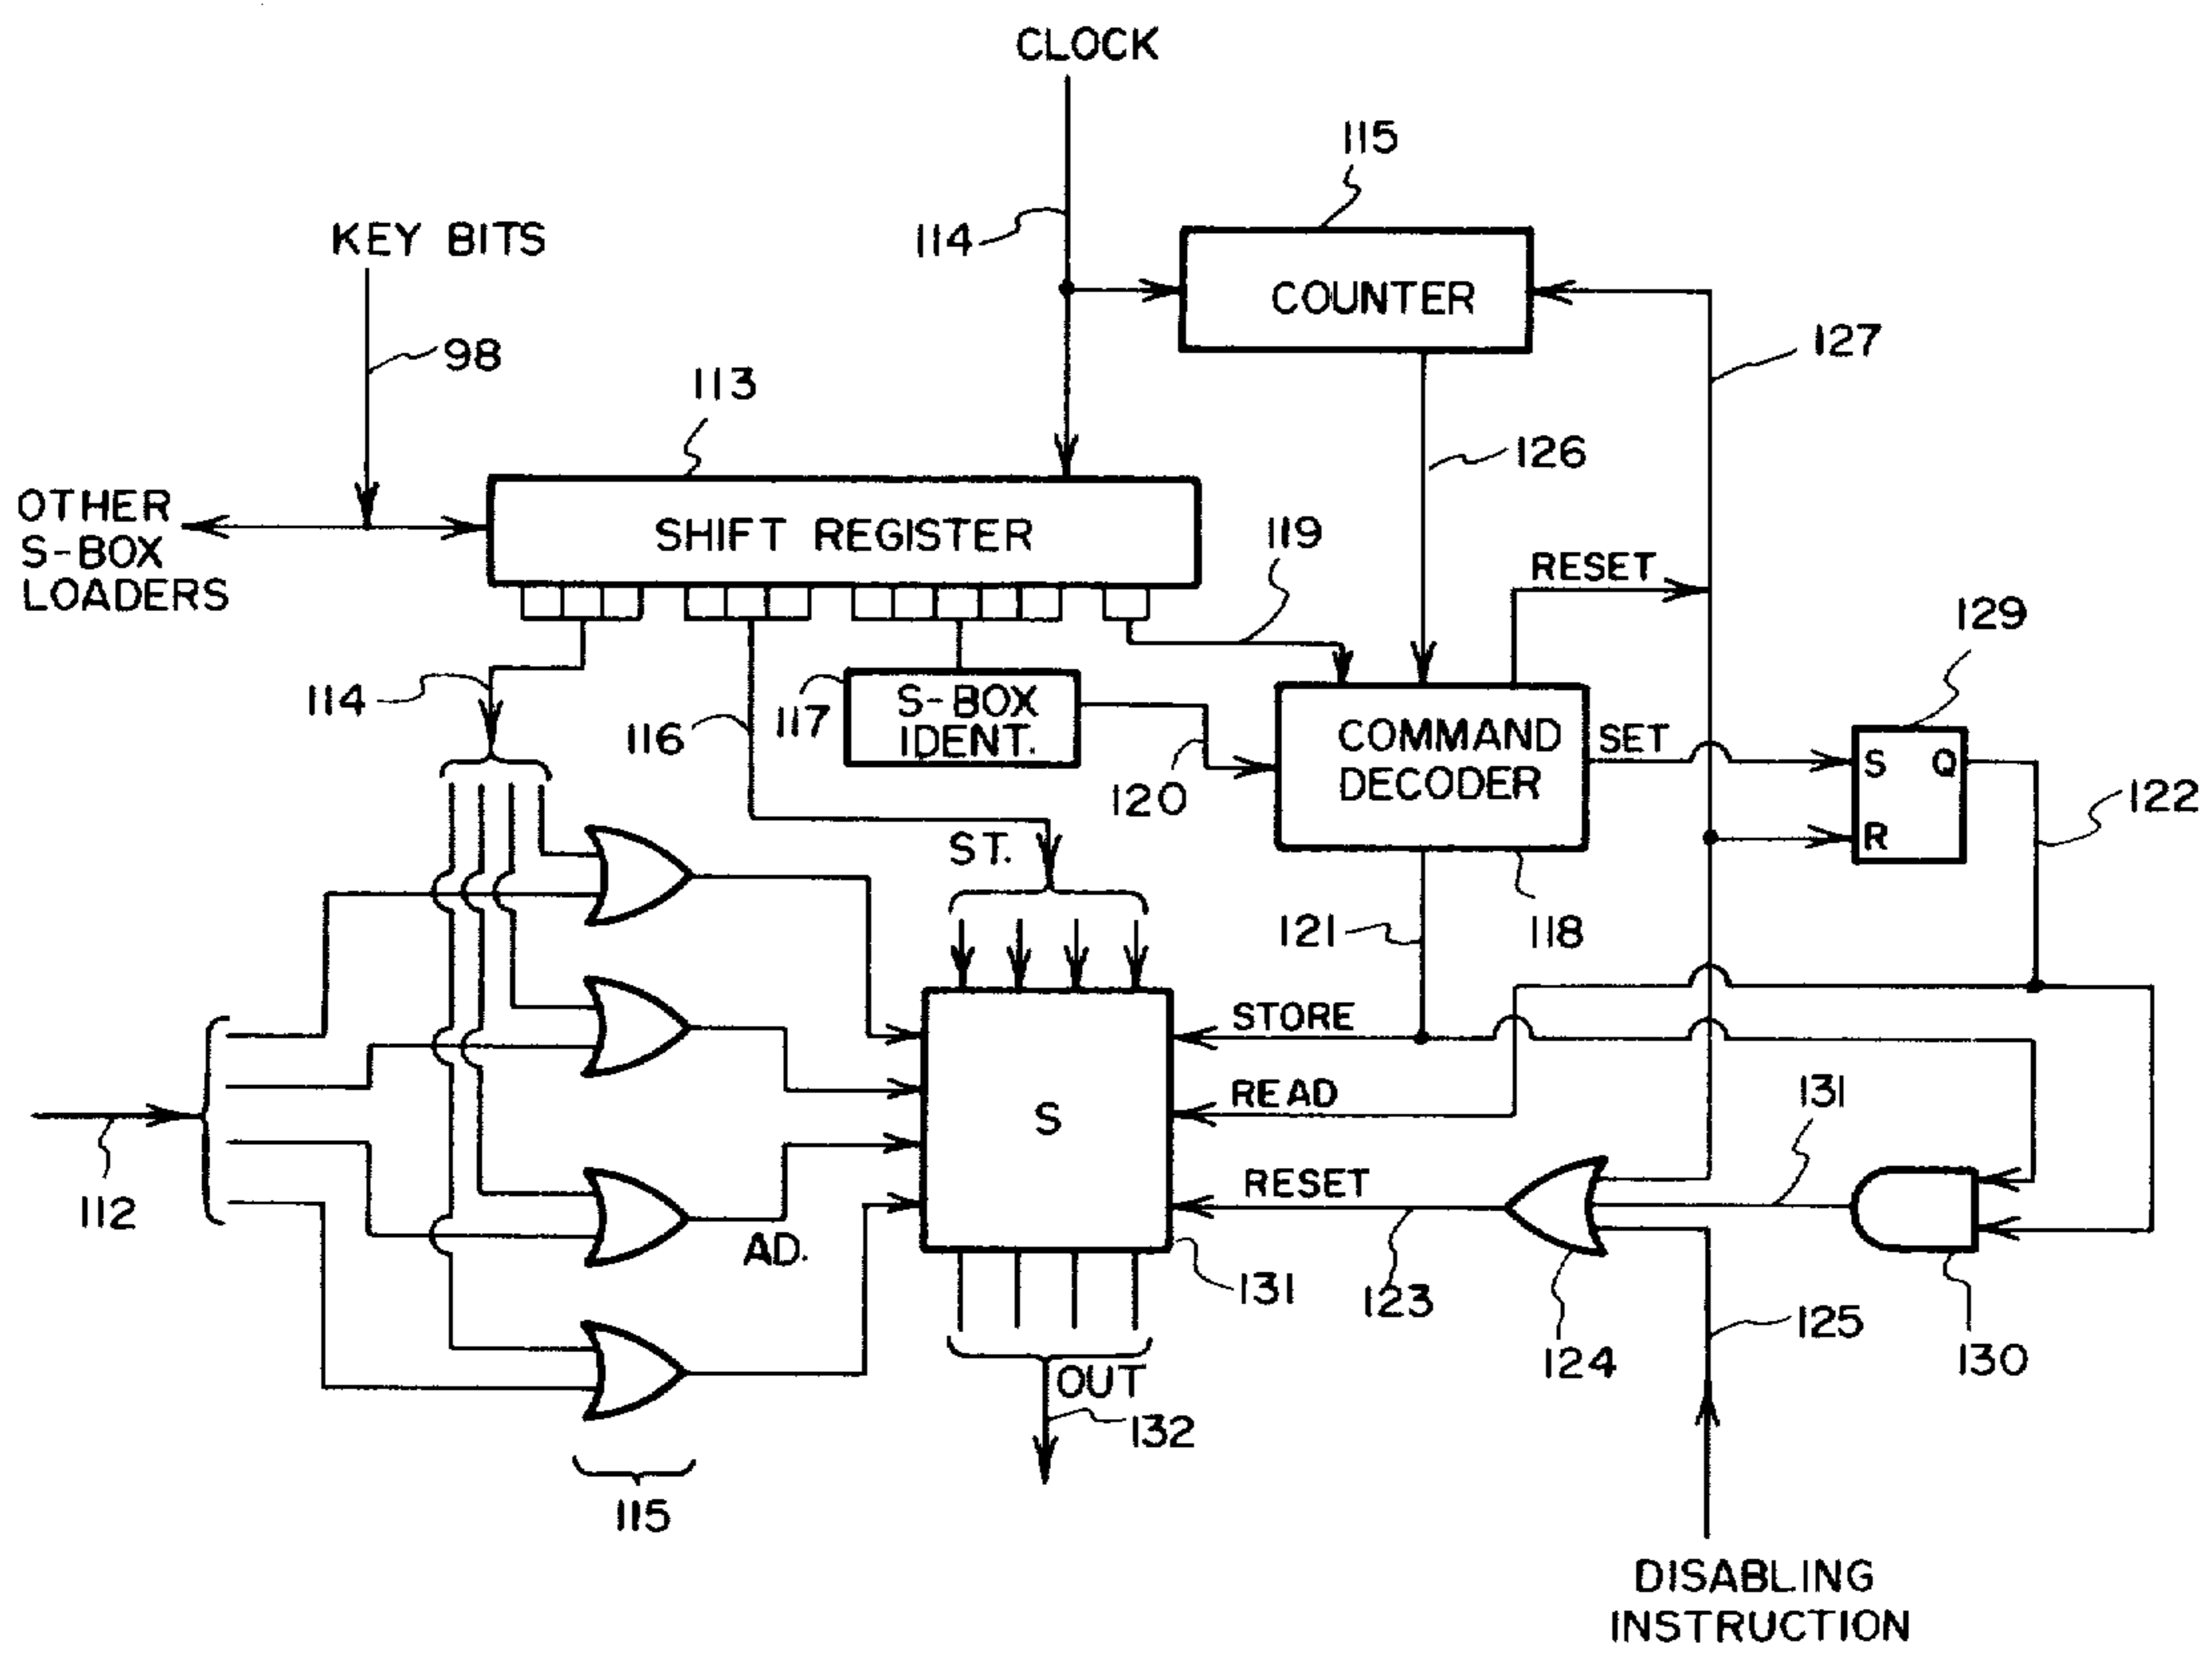 CLOCK
115
114
KEY BITS
COUNTER
127
98
113
126
OTHER
S-BOX
LOADERS
SHIFT REGISTER
119
RESET
129
114
116
117
S-BOX
IDENT.
120
COMMAND
DECODER
SET
S Q
R
122
ST.
121
118
STORE
READ
S
131
RESET
112
AD.
131
123
124
125
130
OUT
132
115
DISABLING
INSTRUCTION